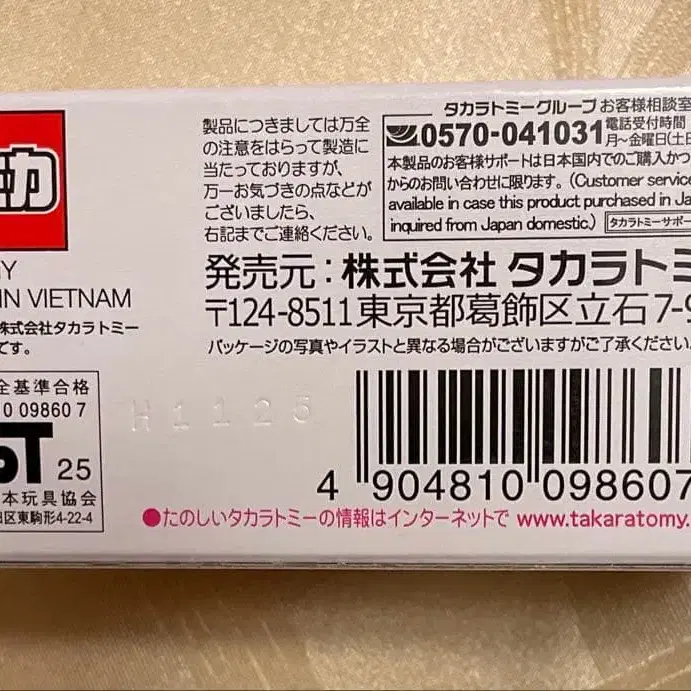 タカラトミーグループ お客様相談室
0570-041031
電話受付時間
月～金曜日(土日
本製品のお客様サポートは日本国内でのご購入かつ
からのお問い合わせに限ります。(Customer service
available in case this product purchased in Ja
inquired from Japan domestic.) タカラトミーサポー
製品につきましては万全
の注意をはらって製造に
当たっておりますが、
万一お気づきの点などが
ございましたら、
右記までご連絡ください。
ミカ
Y
IN VIETNAM
株式会社タカラトミー
です。
発売元：株式会社 タカラトミ
〒124-8511 東京都葛飾区立石7-9
パッケージの写真やイラストと異なる場合がございますがご了承ください。
全基準合格
0 09860 7
ST 25
本玩具協会
田区東駒形4-22-4
H1125
4 904810 098607
●たのしいタカラトミーの情報はインターネットで www.takaratomy.